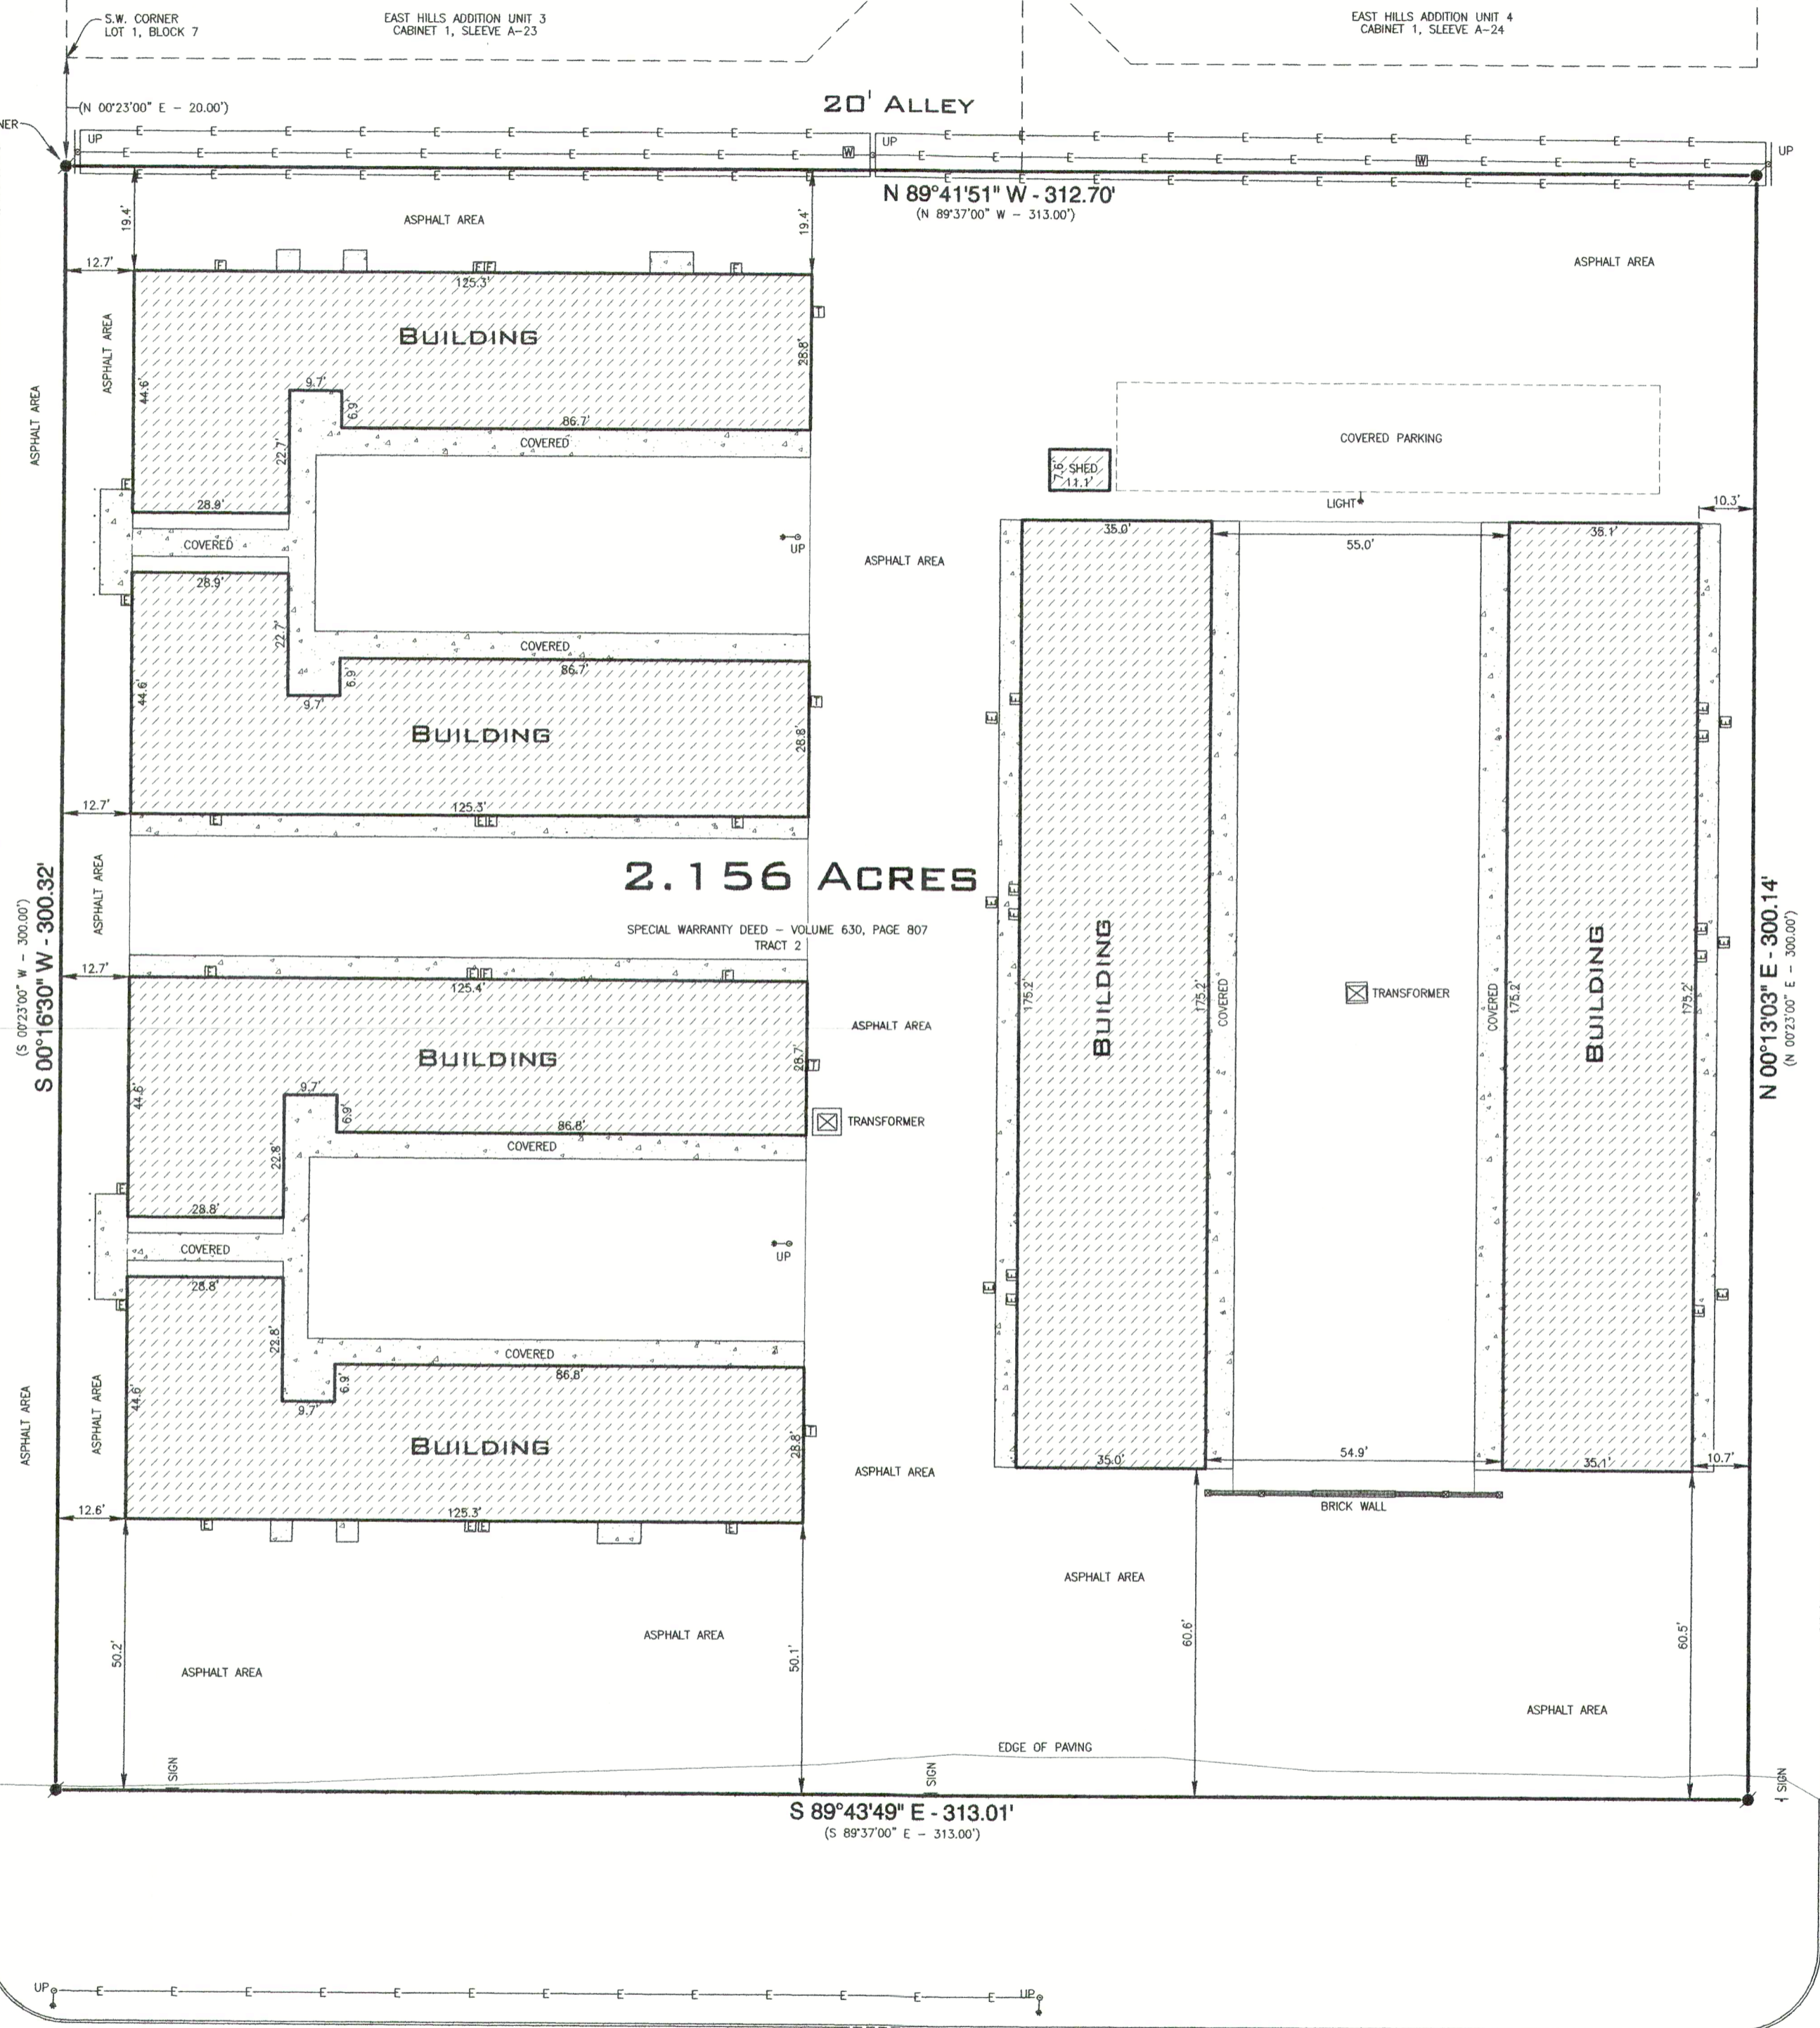 S.W. CORNER
LOT 1, BLOCK 7
EAST HILLS ADDITION UNIT 3
CABINET 1, SLEEVE A-23
EAST HILLS ADDITION UNIT 4
CABINET 1, SLEEVE A-24
(N 00°23'00" E - 20.00')
20' ALLEY
UP
E E E E E E E E E E
E E E E E E E E E E
W
E E E E E E E E E E
UP
E E E E E E E E E E E
E E E E E E E E E E E
W
E E E E E E E E E E E
UP
N 89°41'51" W - 312.70'
(N 89°37'00" W - 313.00')
19.4'
ASPHALT AREA
19.4'
ASPHALT AREA
12.7'
E
E E
E
125.3'
T
BUILDING
ASPHALT AREA
ASPHALT AREA
44.6'
28.8'
9.7'
6.9'
86.7'
COVERED
22.7'
COVERED PARKING
7.6'
SHED
11.1'
E
28.9'
LIGHT
10.3'
35.0'
55.0'
35.1'
COVERED
UP
ASPHALT AREA
28.9'
E
22.7'
COVERED
86.7'
6.9'
9.7'
44.6'
T
BUILDING
28.8'
12.7'
125.3'
E
E E
E
2.156 ACRES
SPECIAL WARRANTY DEED - VOLUME 630, PAGE 807
TRACT 2
ASPHALT AREA
(S 00°23'00" W - 300.00')
S 00°16'30" W - 300.32'
12.7'
E
E E
E
125.4'
ASPHALT AREA
BUILDING
28.7'
T
44.6'
9.7'
6.9'
86.8'
COVERED
TRANSFORMER
22.8'
E
28.8'
COVERED
UP
28.8'
E
22.8'
COVERED
86.8'
6.9'
9.7'
44.6'
BUILDING
28.8'
T
ASPHALT AREA
ASPHALT AREA
ASPHALT AREA
12.6'
125.3'
E
E E
E
E
E
E
E
E
E
E
E
175.2'
BUILDING
175.2'
COVERED
TRANSFORMER
COVERED
175.2'
BUILDING
175.2'
E
E
E
E
E
E
E
E
N 00°13'03" E - 300.14'
(N 00°23'00" E - 300.00')
35.0'
54.9'
35.1'
10.7'
BRICK WALL
ASPHALT AREA
50.2'
ASPHALT AREA
ASPHALT AREA
50.1'
60.6'
60.5'
ASPHALT AREA
EDGE OF PAVING
SIGN
SIGN
SIGN
S 89°43'49" E - 313.01'
(S 89°37'00" E - 313.00')
UP
E E E E E E E E E E E E E
UP